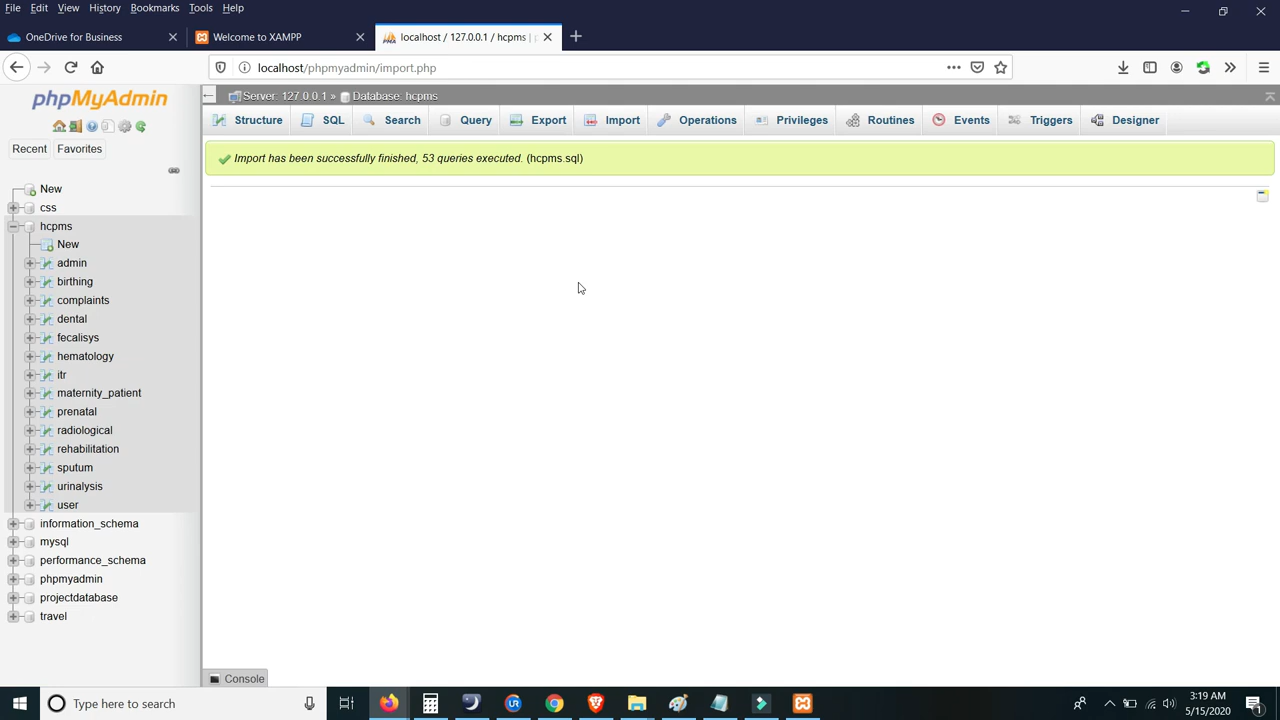 File Edit View History Bookmarks Tools Help
OneDrive for Business
Welcome to XAMPP
localhost / 127.0.0.1 / hcpms |
localhost/phpmyadmin/import.php
phpMyAdmin
Recent Favorites
New
css
hcpms
New
admin
birthing
complaints
dental
fecalisys
hematology
itr
maternity_patient
prenatal
radiological
rehabilitation
sputum
urinalysis
user
information_schema
mysql
performance_schema
phpmyadmin
projectdatabase
travel
Server: 127.0.0.1 » Database: hcpms
Structure SQL Search Query Export Import Operations Privileges Routines Events Triggers Designer
Import has been successfully finished, 53 queries executed. (hcpms.sql)
Console
Type here to search
3:19 AM
5/15/2020